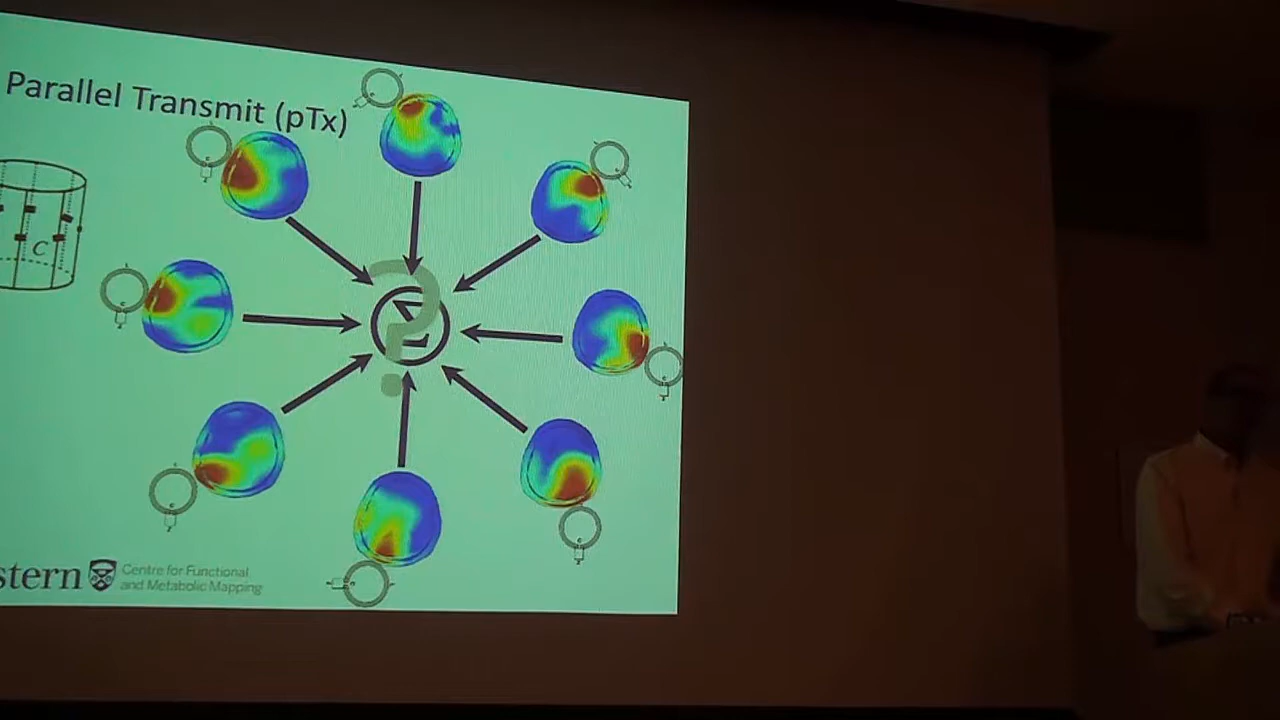 Parallel Transmit (pTx)
C
Σ
?
stern
Centre for Functional
and Metabolic Mapping